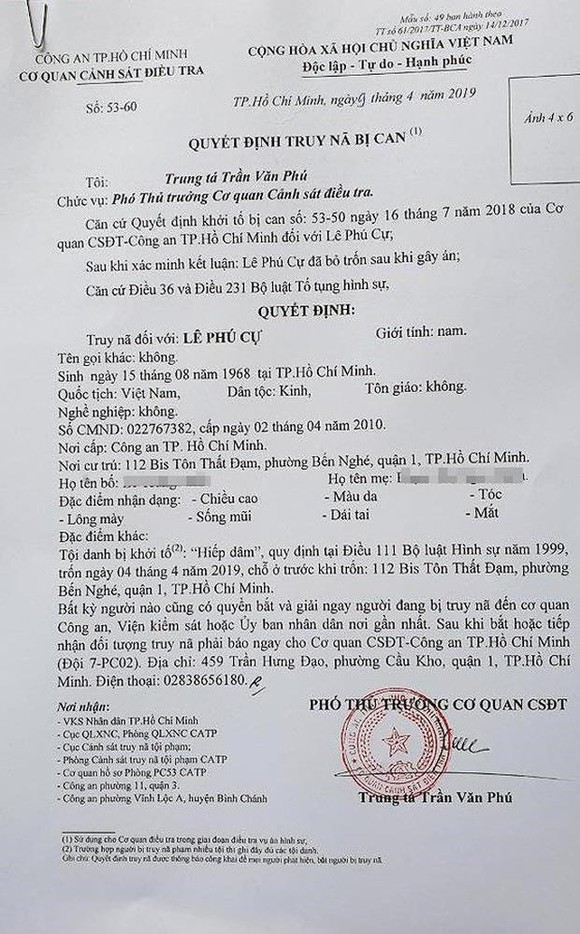 Mẫu số: 49 ban hành theo
TT số 61/2017/TT-BCA ngày 14/12/2017
CÔNG AN TP.HỒ CHÍ MINH
CƠ QUAN CẢNH SÁT ĐIỀU TRA
CỘNG HÒA XÃ HỘI CHỦ NGHĨA VIỆT NAM
Độc lập - Tự do - Hạnh phúc
Số: 53-60
TP.Hồ Chí Minh, ngày tháng 4 năm 2019
Ảnh 4 x 6
QUYẾT ĐỊNH TRUY NÃ BỊ CAN (1)
Tôi: Trung tá Trần Văn Phú
Chức vụ: Phó Thủ trưởng Cơ quan Cảnh sát điều tra.
Căn cứ Quyết định khởi tố bị can số: 53-50 ngày 16 tháng 7 năm 2018 của Cơ
quan CSĐT-Công an TP.Hồ Chí Minh đối với Lê Phú Cự;
Sau khi xác minh kết luận: Lê Phú Cự đã bỏ trốn sau khi gây án;
Căn cứ Điều 36 và Điều 231 Bộ luật Tố tụng hình sự,
QUYẾT ĐỊNH:
Truy nã đối với: LÊ PHÚ CỰ Giới tính: nam.
Tên gọi khác: không.
Sinh ngày 15 tháng 08 năm 1968 tại TP.Hồ Chí Minh.
Quốc tịch: Việt Nam, Dân tộc: Kinh, Tôn giáo: không.
Nghề nghiệp: không.
Số CMND: 022767382, cấp ngày 02 tháng 04 năm 2010.
Nơi cấp: Công an TP. Hồ Chí Minh.
Nơi cư trú: 112 Bis Tôn Thất Đạm, phường Bến Nghé, quận 1, TP.Hồ Chí Minh.
Họ tên bố: Họ tên mẹ:
Đặc điểm nhận dạng: - Chiều cao - Màu da - Tóc
- Lông mày - Sống mũi - Dái tai - Mắt
Đặc điểm khác:
Tội danh bị khởi tố(2): “Hiếp dâm”, quy định tại Điều 111 Bộ luật Hình sự năm 1999,
trốn ngày 04 tháng 4 năm 2019, chỗ ở trước khi trốn: 112 Bis Tôn Thất Đạm, phường
Bến Nghé, quận 1, TP.Hồ Chí Minh.
Bất kỳ người nào cũng có quyền bắt và giải ngay người đang bị truy nã đến cơ quan
Công an, Viện kiểm sát hoặc Ủy ban nhân dân nơi gần nhất. Sau khi bắt hoặc tiếp
nhận đối tượng truy nã phải báo ngay cho Cơ quan CSĐT-Công an TP.Hồ Chí Minh
(Đội 7-PC02). Địa chỉ: 459 Trần Hưng Đạo, phường Cầu Kho, quận 1, TP.Hồ Chí
Minh. Điện thoại: 02838656180.
Nơi nhận:
- VKS Nhân dân TP.Hồ Chí Minh
- Cục QLXNC, Phòng QLXNC CATP
- Cục Cảnh sát truy nã tội phạm;
- Phòng Cảnh sát truy nã tội phạm CATP
- Cơ quan hồ sơ Phòng PC53 CATP
- Công an phường 11, quận 3.
- Công an phường Vĩnh Lộc A, huyện Bình Chánh
PHÓ THỦ TRƯỞNG CƠ QUAN CSĐT
Trung tá Trần Văn Phú
(1) Sử dụng cho Cơ quan điều tra trong giai đoạn điều tra vụ án hình sự,
(2) Trường hợp người bị truy nã phạm nhiều tội thì ghi đầy đủ các tội danh.
Ghi chú: Quyết định truy nã được thông báo công khai để mọi người phát hiện, bắt người bị truy nã.